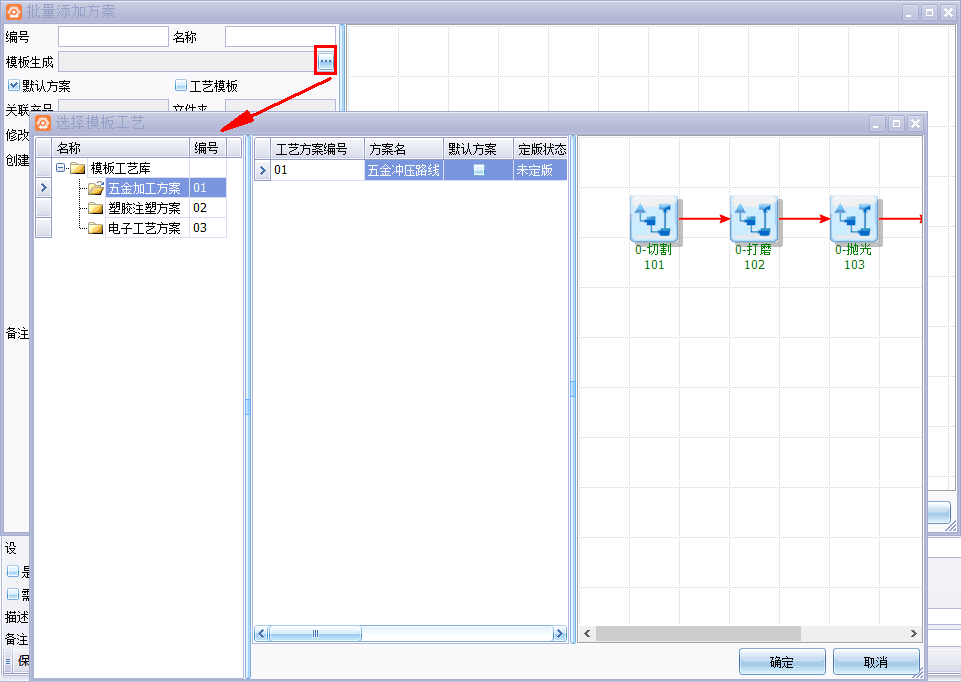 批量添加方案
编号 名称
模板生成 ...
默认方案 工艺模板
关联产品 文件夹
修改
创建
备注
选择模板工艺
名称 编号
模板工艺库
五金加工方案 01
塑胶注塑方案 02
电子工艺方案 03
工艺方案编号 方案名 默认方案 定版状态
01 五金冲压路线 未定版
0-切割 0-打磨 0-抛光
101 102 103
确定 取消
设
是
需
描述
备注
保